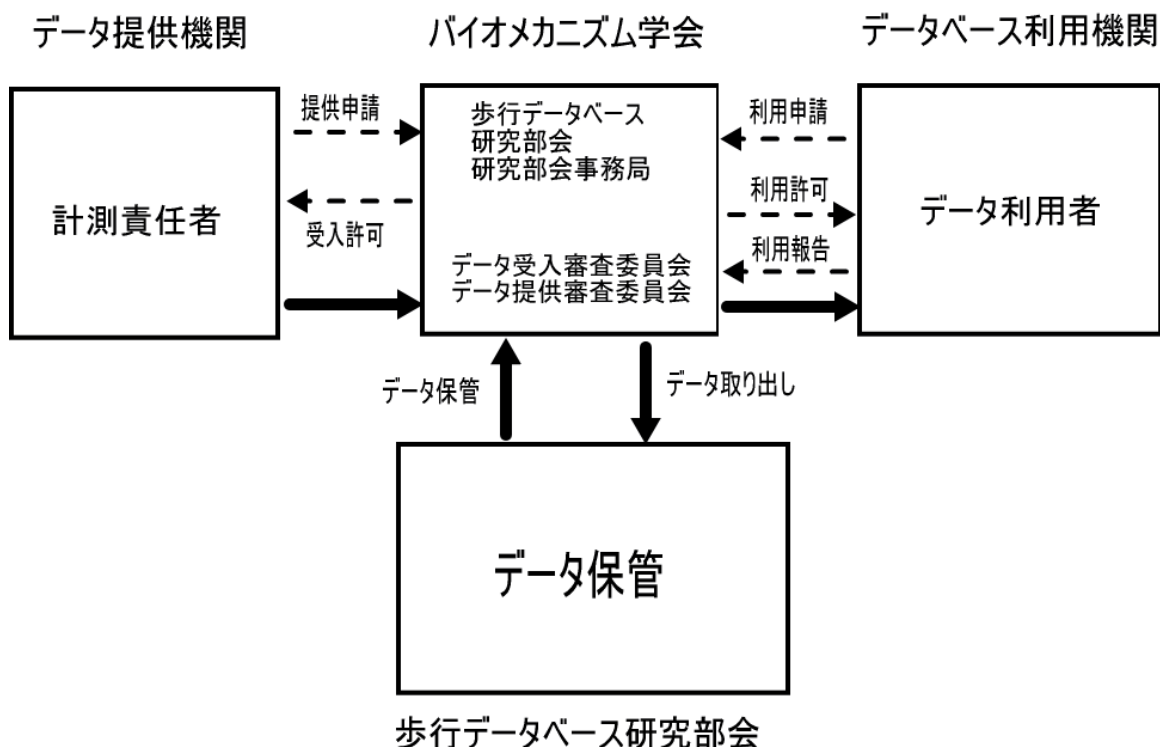 データ提供機関
バイオメカニズム学会
データベース利用機関
提供申請
歩行データベース
研究部会
研究部会事務局
利用申請
計測責任者
受入許可
利用許可
データ利用者
利用報告
データ受入審査委員会
データ提供審査委員会
データ保管
データ取り出し
データ保管
歩行データベース研究部会